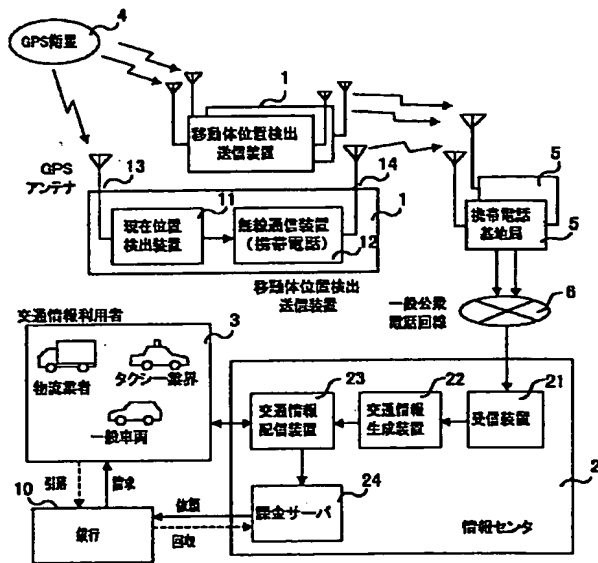 4
GPS衛星
1
移動体位置検出
送信装置
GPS
アンテナ
13
14
11
現在位置
検出装置
無線通信装置
(携帯電話)
12
1
移動体位置検出
送信装置
5
携帯電話
基地局
5
一般公衆
電話回線
6
交通情報利用者
3
物流業者
タクシー業界
一般車両
23
交通情報
配信装置
22
交通情報
生成装置
21
受信装置
2
24
課金サーバ
情報センタ
引落
請求
10
銀行
依頼
回収